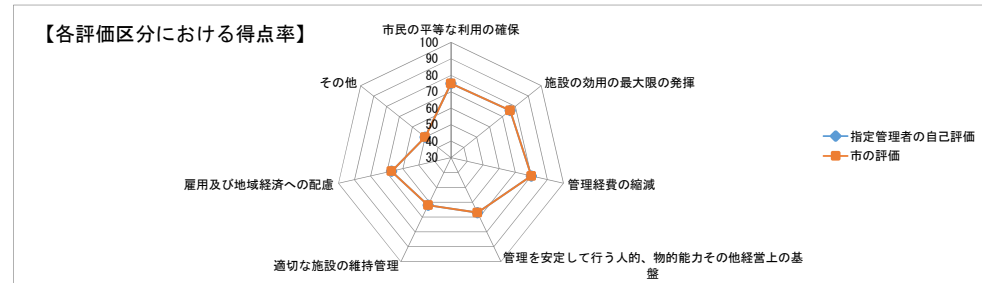 【各評価区分における得点率】
市民の平等な利用の確保
100
90
80
70
60
50
40
30
施設の効用の最大限の発揮
管理経費の縮減
管理を安定して行う人的、物的能力その他経営上の基
盤
適切な施設の維持管理
雇用及び地域経済への配慮
その他
指定管理者の自己評価
市の評価